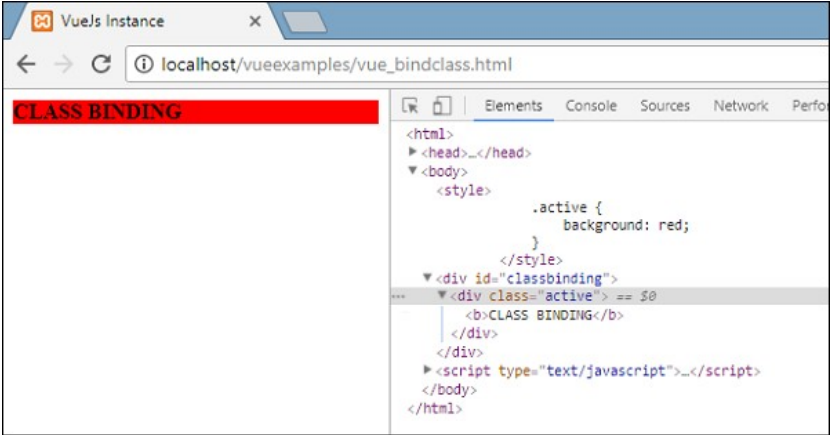 VueJs Instance
localhost/vueexamples/vue_bindclass.html
CLASS BINDING
Elements Console Sources Network Perfor
<html>
▶<head>…</head>
▼<body>
<style>
.active {
background: red;
}
</style>
▼<div id="classbinding">
▼<div class="active"> == $0
<b>CLASS BINDING</b>
</div>
</div>
▶<script type="text/javascript">…</script>
</body>
</html>